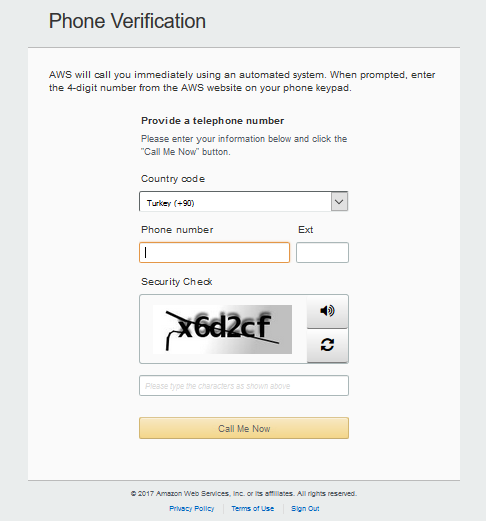 Phone Verification
AWS will call you immediately using an automated system. When prompted, enter
the 4-digit number from the AWS website on your phone keypad.
Provide a telephone number
Please enter your information below and click the
"Call Me Now" button.
Country code
Turkey (+90)
Phone number Ext
Security Check
x6d2cf
Please type the characters as shown above
Call Me Now
© 2017 Amazon Web Services, Inc. or its affiliates. All rights reserved.
Privacy Policy Terms of Use Sign Out